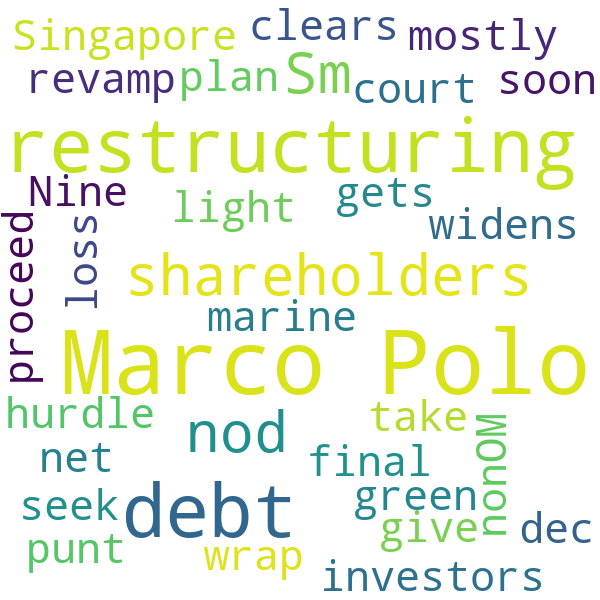 Singapore
clears
mostly
revamp
plan
Sm
court
soon
restructuring
Nine
light
gets
widens
proceed
loss
shareholders
marine
Marco Polo
hurdle
nod
take
net
final
nonOM
seek
debt
green
give
dec
punt
wrap
investors